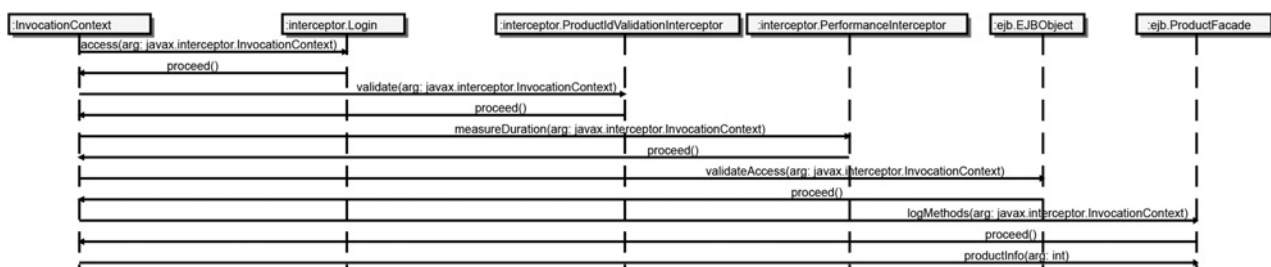 :InvocationContext
:interceptor.Login
:interceptor.ProductIdValidationInterceptor
:interceptor.PerformanceInterceptor
:ejb.EJBObject
:ejb.ProductFacade
access(arg: javax.interceptor.InvocationContext)
proceed()
validate(arg: javax.interceptor.InvocationContext)
proceed()
measureDuration(arg: javax.interceptor.InvocationContext)
proceed()
validateAccess(arg: javax.interceptor.InvocationContext)
proceed()
logMethods(arg: javax.interceptor.InvocationContext)
proceed()
productInfo(arg: int)